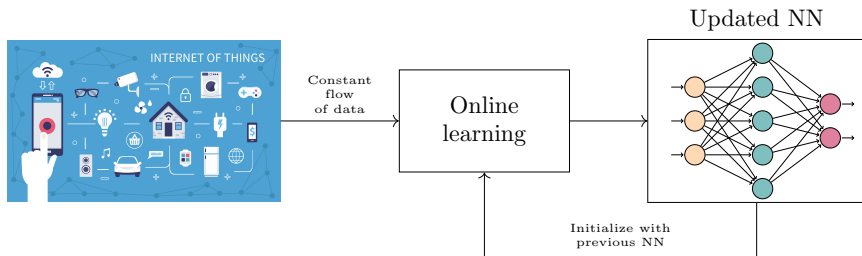 Updated NN
INTERNET OF THINGS
Constant
flow
of data
Online
learning
$
Initialize with
previous NN